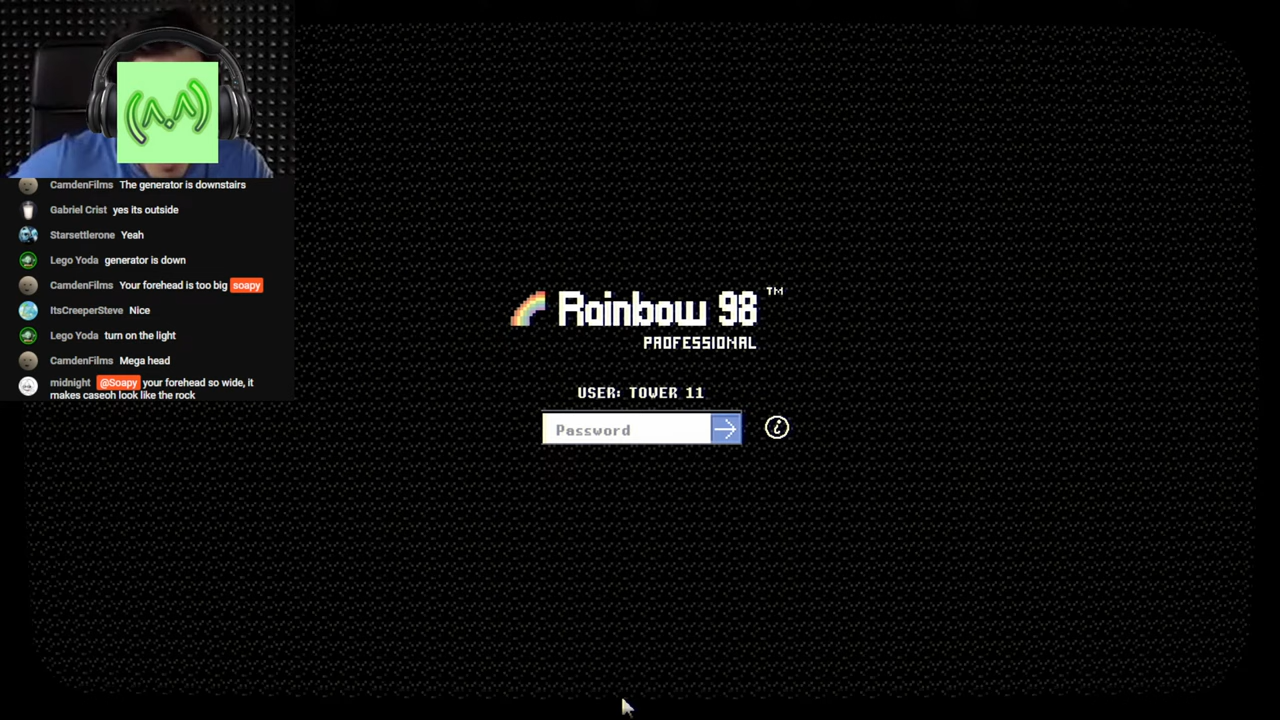 (^.^)
CamdenFilms The generator is downstairs
Gabriel Crist yes its outside
Starsettlerone Yeah
Lego Yoda generator is down
CamdenFilms Your forehead is too big soapy
ItsCreeperSteve Nice
Lego Yoda turn on the light
CamdenFilms Mega head
midnight @Soapy your forehead so wide, it
makes caseoh look like the rock
Rainbow 98 ™
PROFESSIONAL
USER: TOWER 11
Password
i